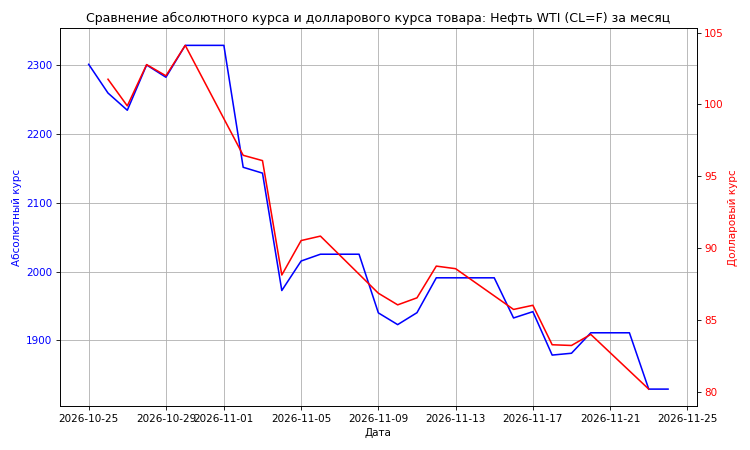 Сравнение абсолютного курса и долларового курса товара: Нефть WTI (CL=F) за месяц
105
2300
100
2200
95
Абсолютный курс
Долларовый курс
2100
90
2000
85
1900
80
2026-10-25 2026-10-29 2026-11-01 2026-11-05 2026-11-09 2026-11-13 2026-11-17 2026-11-21 2026-11-25
Дата